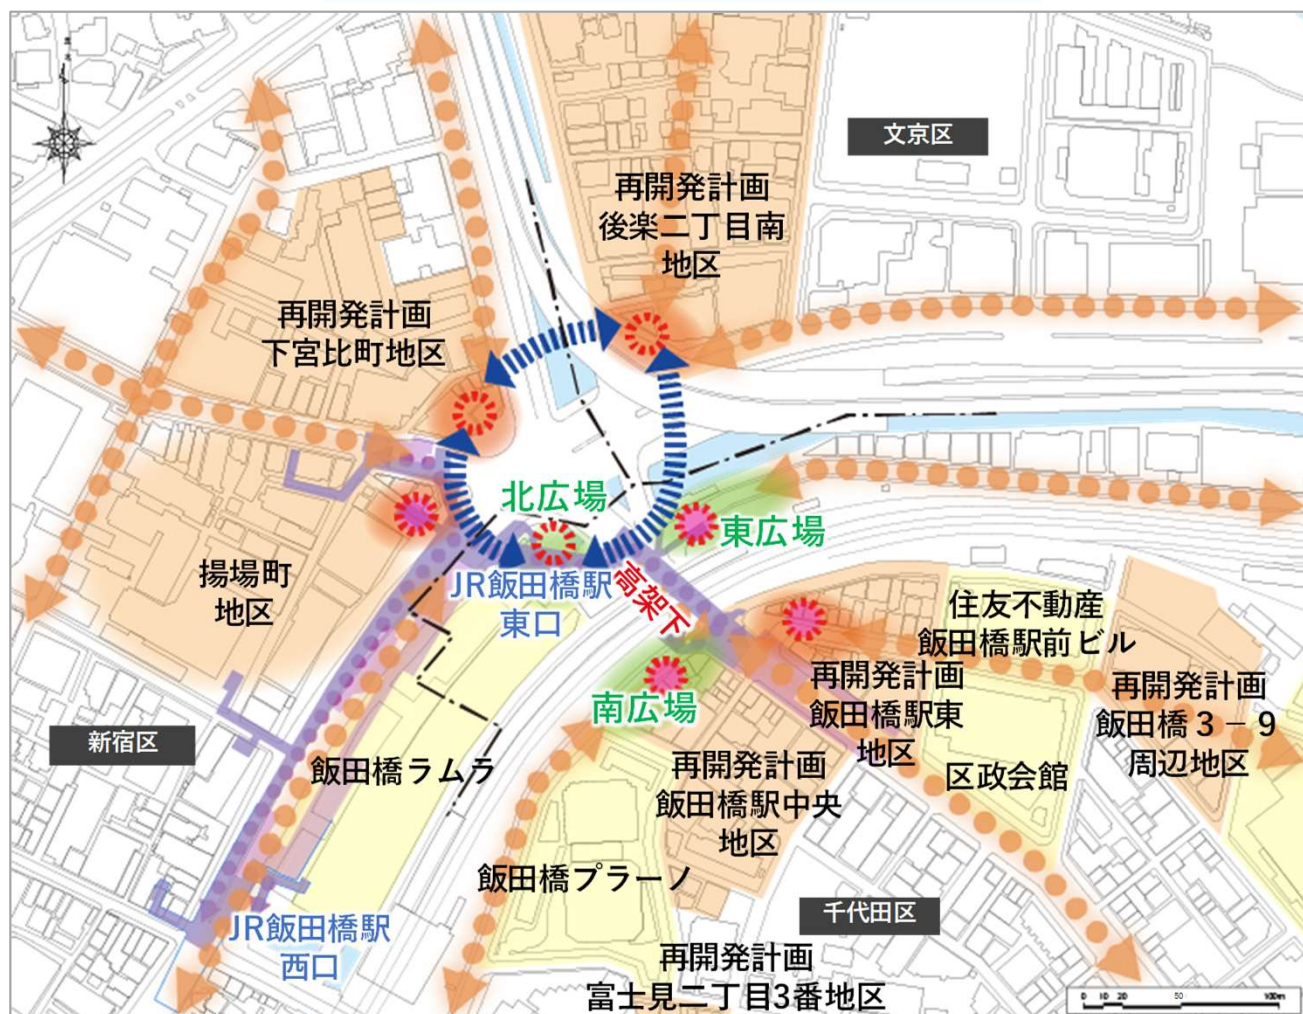 文京区
再開発計画
後楽二丁目南
地区
再開発計画
下宮比町地区
北広場
東広場
JR飯田橋駅
東口
高架下
揚場町
地区
住友不動産
飯田橋駅前ビル
再開発計画
飯田橋駅東
地区
再開発計画
飯田橋3－9
周辺地区
南広場
新宿区
飯田橋ラムラ
再開発計画
飯田橋駅中央
地区
区政会館
飯田橋プラーノ
千代田区
JR飯田橋駅
西口
再開発計画
富士見二丁目3番地区
0 10 20 50 100m